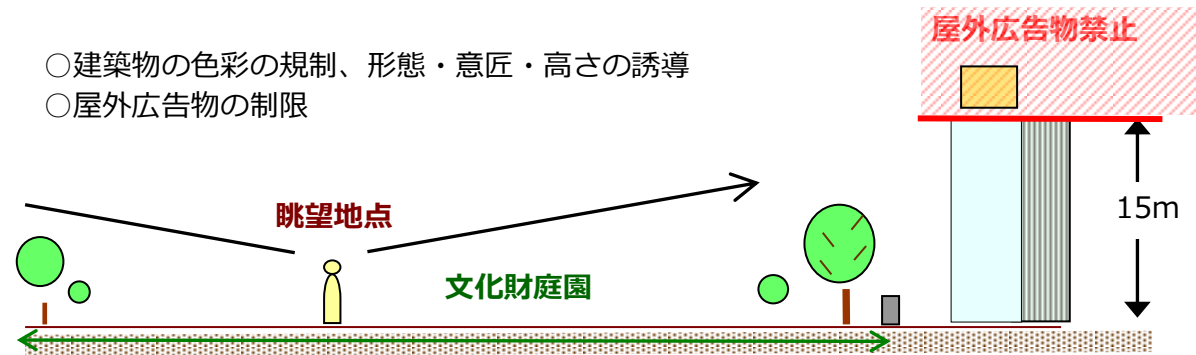 屋外広告物禁止
○建築物の色彩の規制、形態・意匠・高さの誘導
○屋外広告物の制限
眺望地点
15m
文化財庭園